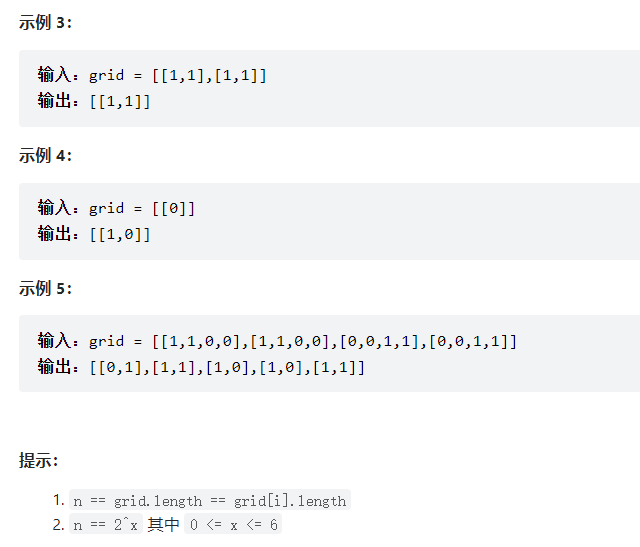 示例 3：
输入：grid = [[1,1],[1,1]]
输出：[[1,1]]
示例 4：
输入：grid = [[0]]
输出：[[1,0]]
示例 5：
输入：grid = [[1,1,0,0],[1,1,0,0],[0,0,1,1],[0,0,1,1]]
输出：[[0,1],[1,1],[1,0],[1,0],[1,1]]
提示：
1. n == grid.length == grid[i].length
2. n == 2^x 其中 0 <= x <= 6